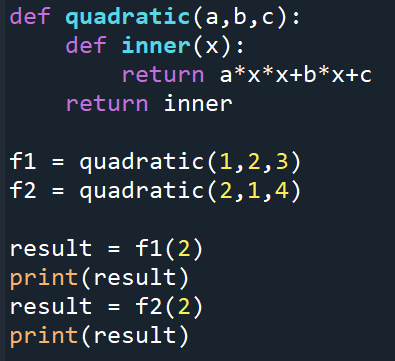 def quadratic(a,b,c):
    def inner(x):
        return a*x*x+b*x+c
    return inner

f1 = quadratic(1,2,3)
f2 = quadratic(2,1,4)

result = f1(2)
print(result)
result = f2(2)
print(result)